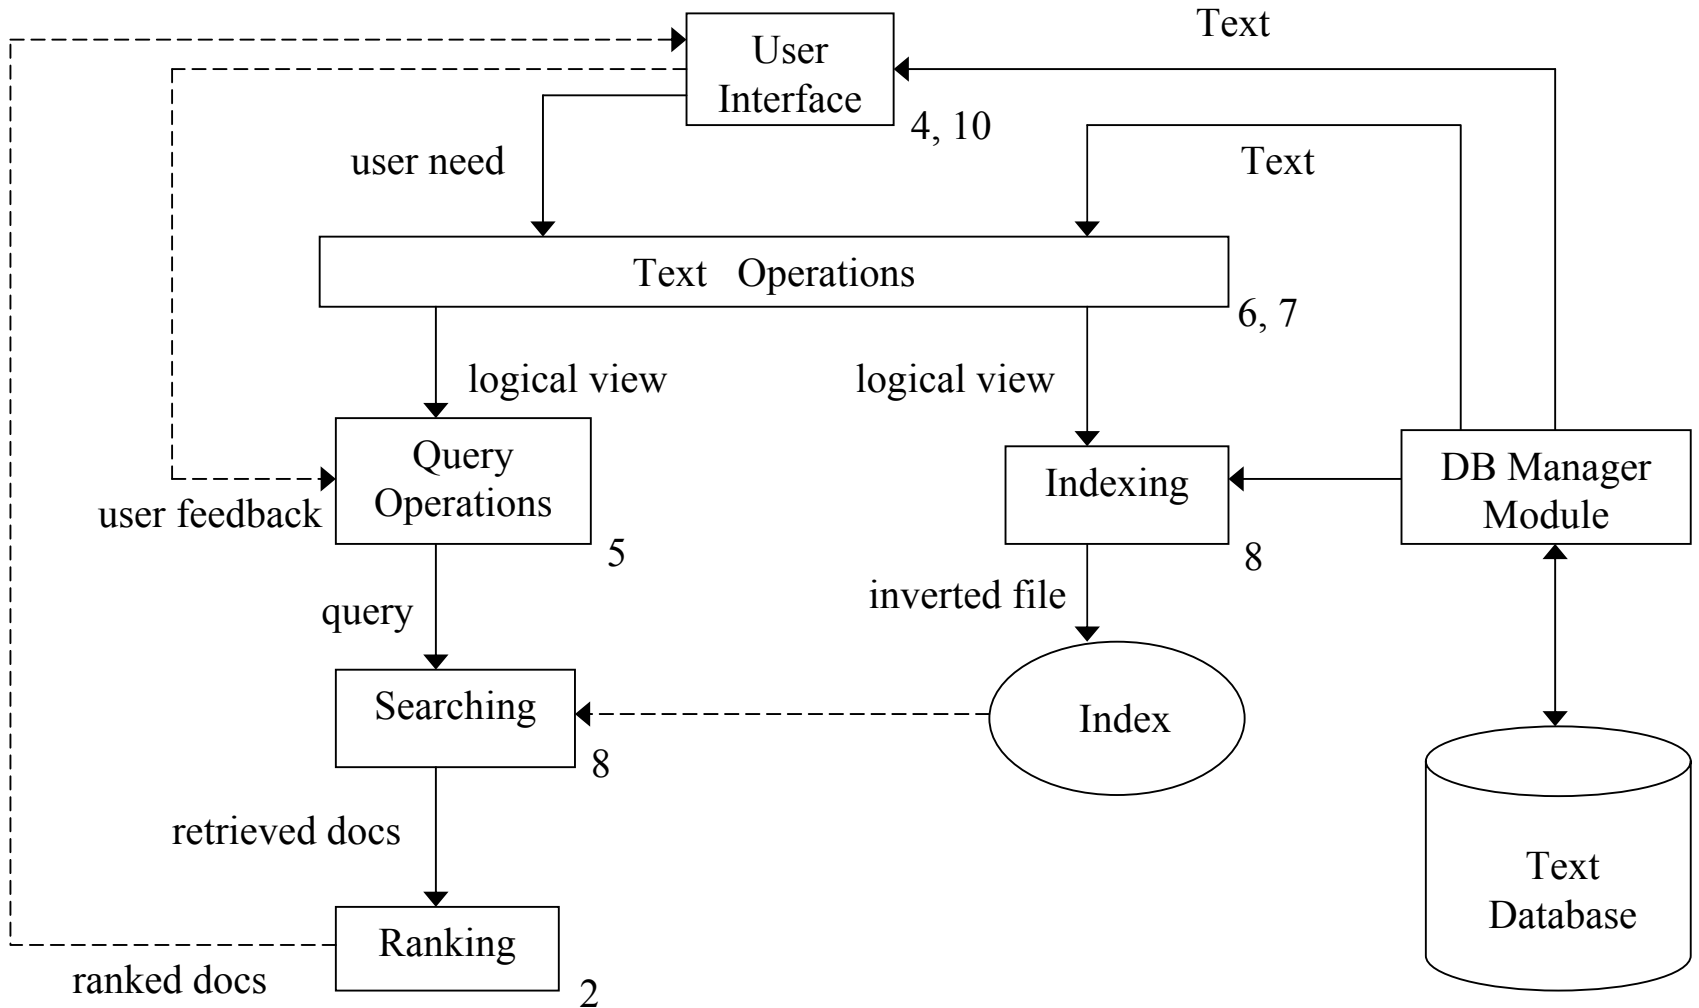 Text
User
Interface
4, 10
user need
Text
Text Operations
6, 7
logical view
logical view
Query
Operations
user feedback
5
Indexing
8
DB Manager
Module
query
inverted file
Searching
8
Index
retrieved docs
Text
Database
Ranking
ranked docs
2